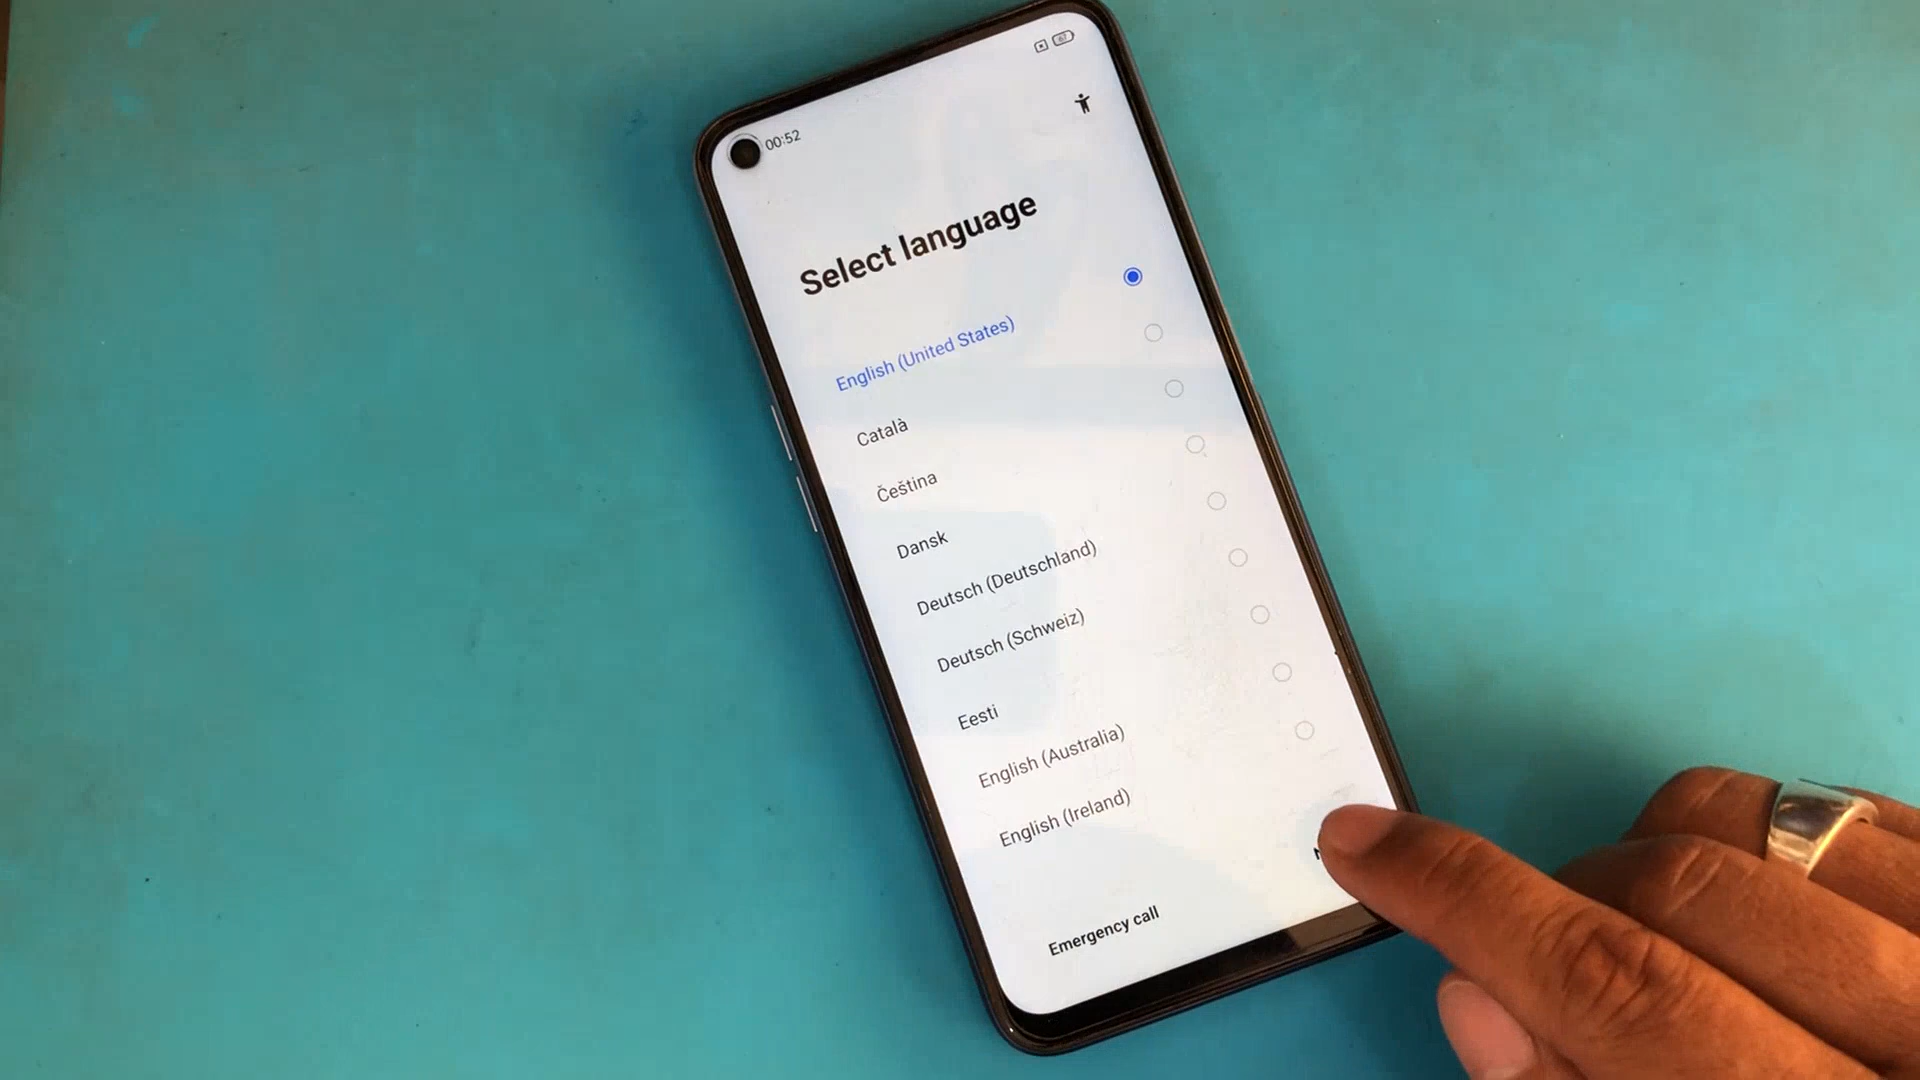 00:52
Select language
English (United States)
Català
Čeština
Dansk
Deutsch (Deutschland)
Deutsch (Schweiz)
Eesti
English (Australia)
English (Ireland)
Emergency call